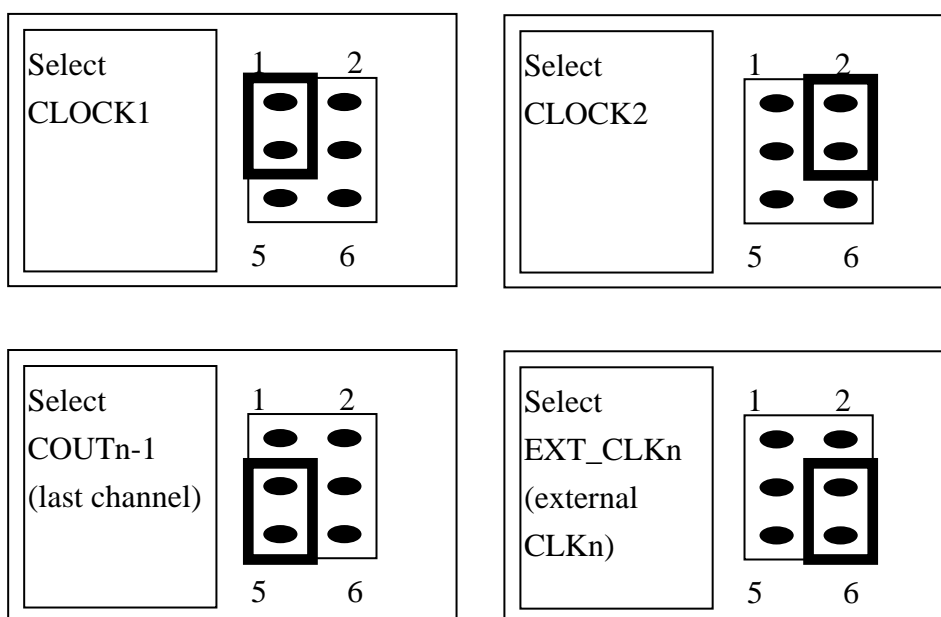 Select
CLOCK1
1 2
5 6
Select
CLOCK2
1 2
5 6
Select
COUTn-1
(last channel)
1 2
5 6
Select
EXT_CLKn
(external
CLKn)
1 2
5 6